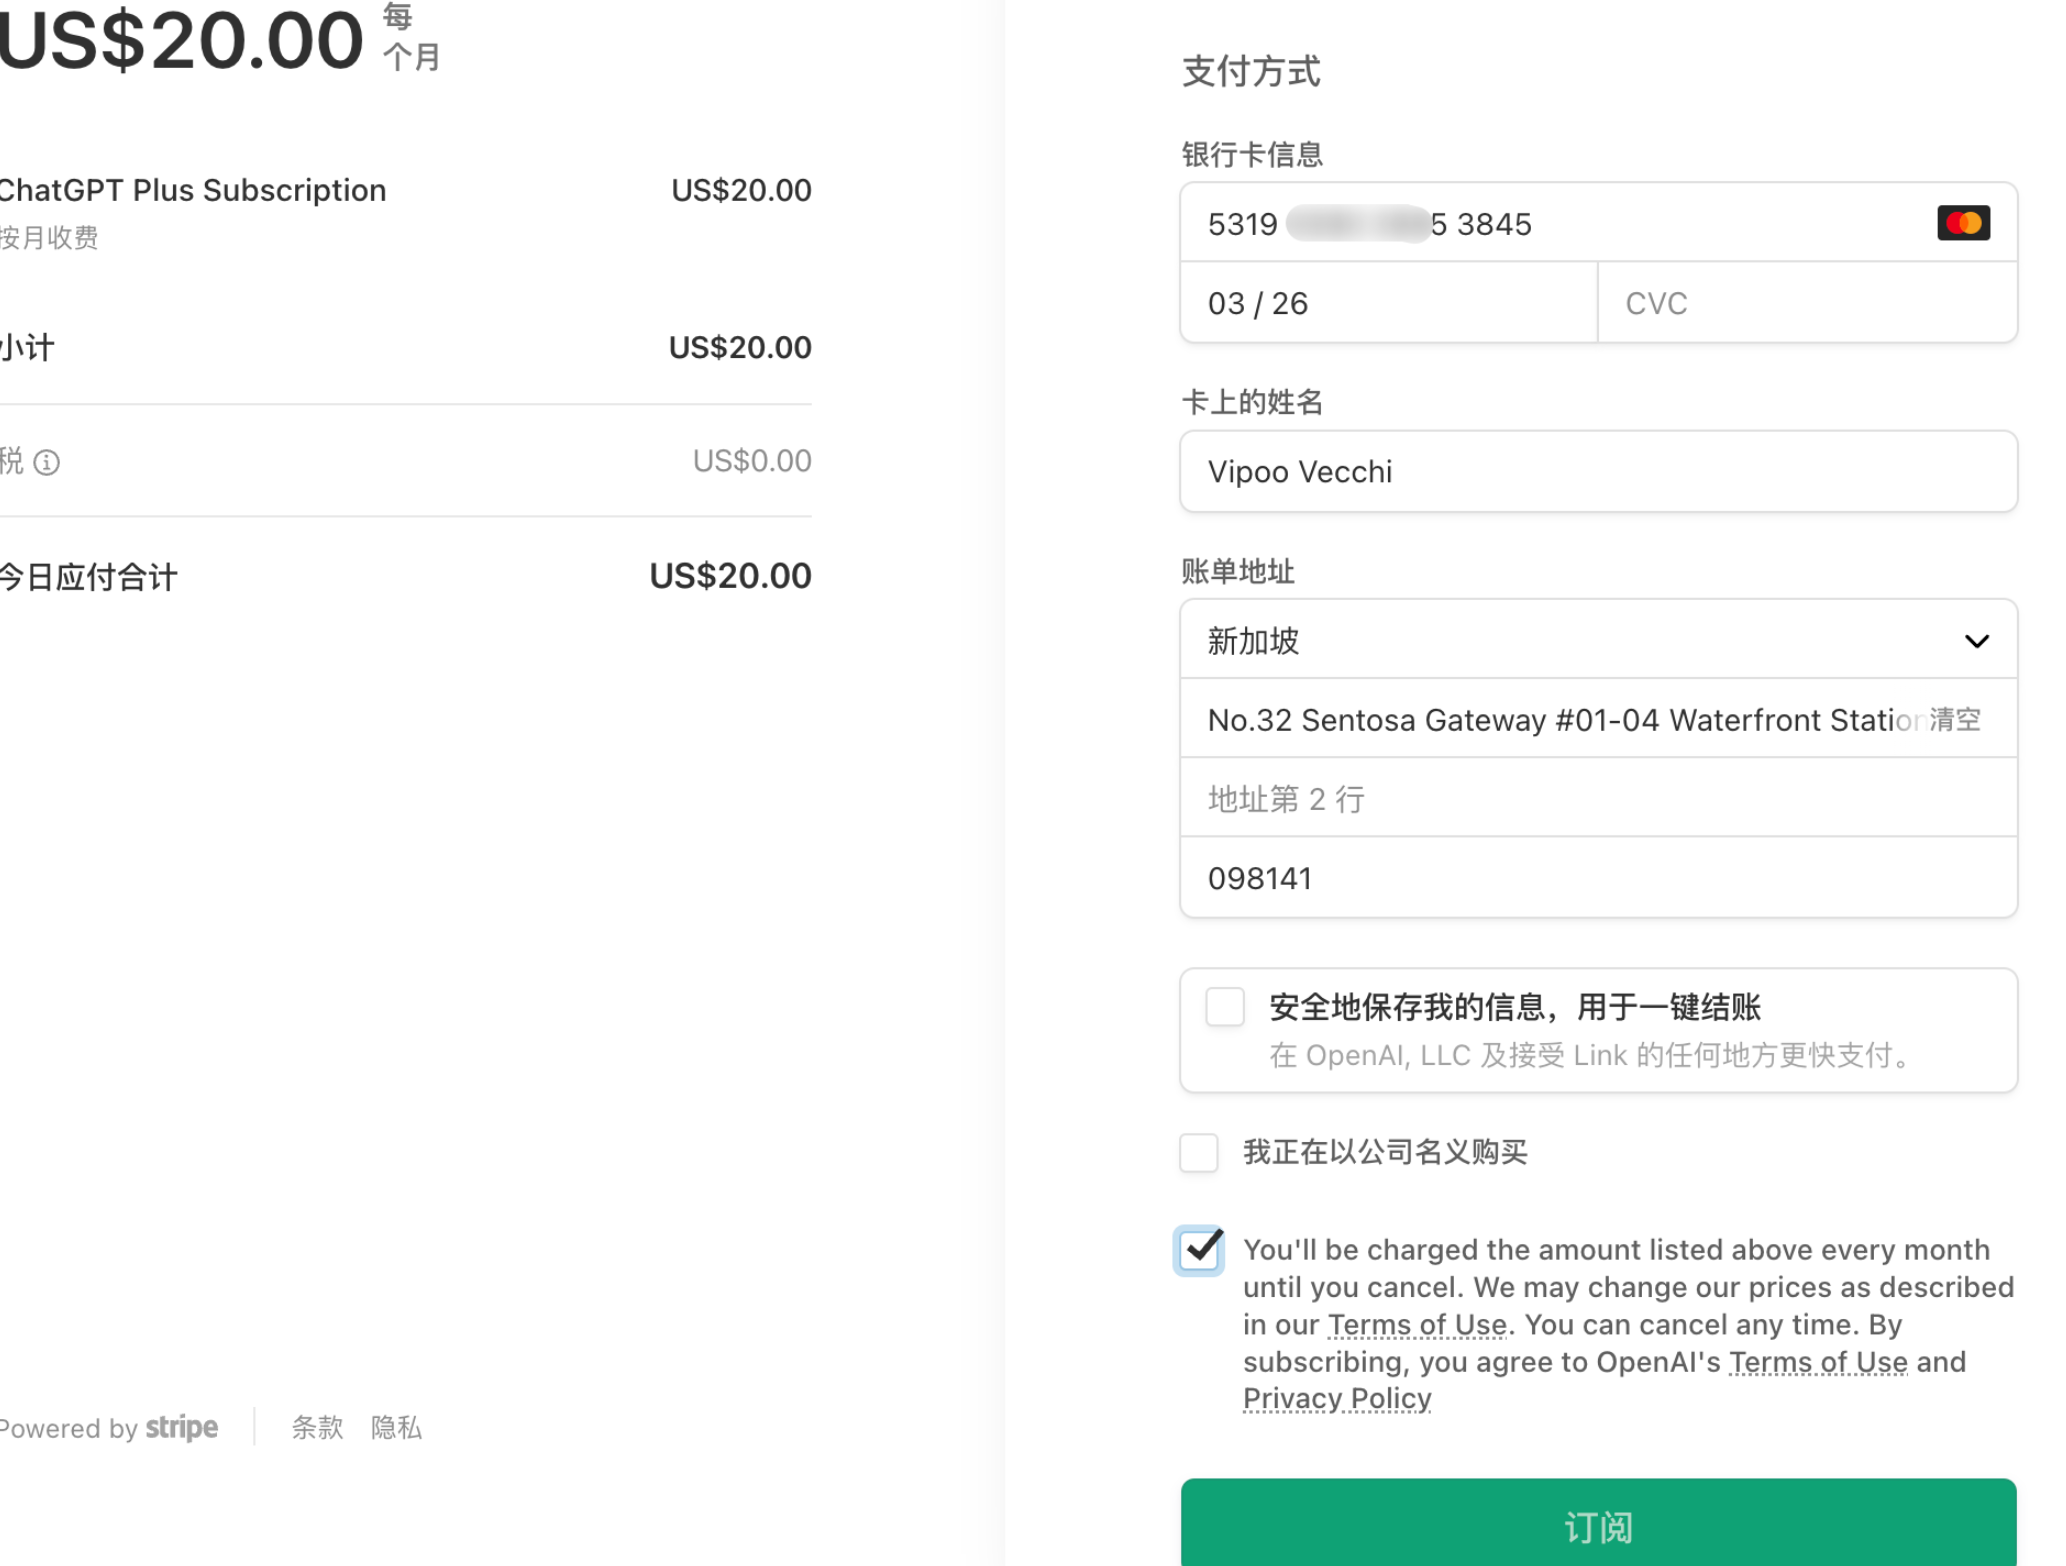 US$20.00 每
个月
ChatGPT Plus Subscription US$20.00
按月收费
小计 US$20.00
税 US$0.00
今日应付合计 US$20.00
Powered by stripe 条款 隐私
支付方式
银行卡信息
5319 5 3845
03 / 26 CVC
卡上的姓名
Vipoo Vecchi
账单地址
新加坡
No.32 Sentosa Gateway #01-04 Waterfront Station 清空
地址第 2 行
098141
安全地保存我的信息，用于一键结账
在 OpenAI, LLC 及接受 Link 的任何地方更快支付。
我正在以公司名义购买
You'll be charged the amount listed above every month
until you cancel. We may change our prices as described
in our Terms of Use. You can cancel any time. By
subscribing, you agree to OpenAI's Terms of Use and
Privacy Policy
订阅